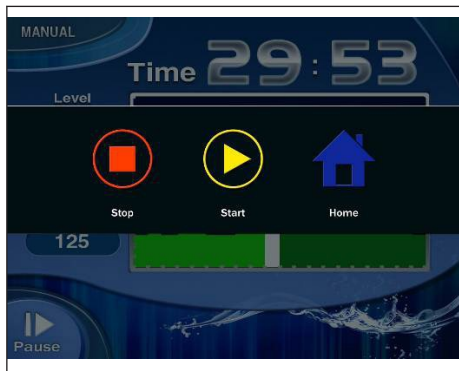 MANUAL
Time 29:53
Level
Stop Start Home
125
Pause